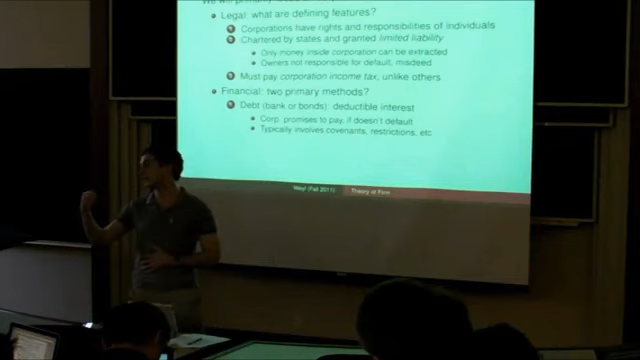 Legal: what are defining features?
Corporations have rights and responsibilities of individuals
Chartered by states and granted limited liability
Only money inside corporation can be extracted
Owners not responsible for default, misdeed
Must pay corporation income tax, unlike others
Financial: two primary methods?
Debt (bank or bonds): deductible interest
Corp. promises to pay, if doesn't default
Typically involves covenants, restrictions, etc
Weyl (Fall 2011) Theory of Firm